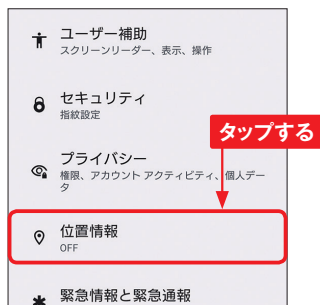 ユーザー補助
スクリーンリーダー、表示、操作
セキュリティ
指紋設定
タップする
プライバシー
権限、アカウント アクティビティ、個人デー
タ
位置情報
OFF
緊急情報と緊急通報